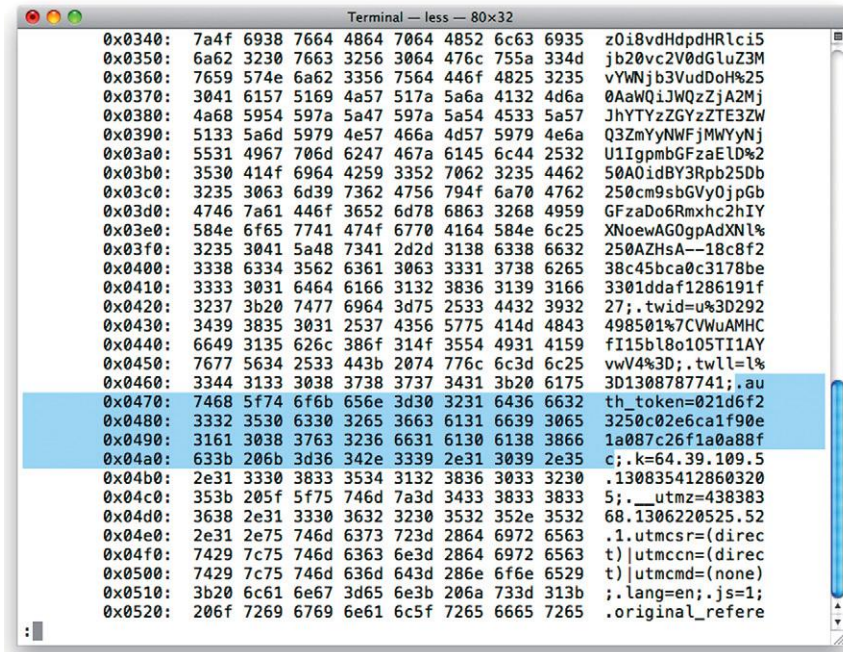 Terminal — less — 80×32
0x0340: 7a4f 6938 7664 4864 7064 4852 6c63 6935 zOi8vdHdpdHRlci5
0x0350: 6a62 3230 7663 3256 3064 476c 755a 334d jb20vc2V0dGluZ3M
0x0360: 7659 574e 6a62 3356 7564 446f 4825 3235 vYWNjb3VudDoH%25
0x0370: 3041 6157 5169 4a57 517a 5a6a 4132 4d6a 0AaWQiJWQzZjA2Mj
0x0380: 4a68 5954 597a 5a47 597a 5a54 4533 5a57 JhYTYzZGYzZTE3ZW
0x0390: 5133 5a6d 5979 4e57 466a 4d57 5979 4e6a Q3ZmYyNWFjMWYyNj
0x03a0: 5531 4967 706d 6247 467a 6145 6c44 2532 U1IgpmbGFzaElD%2
0x03b0: 3530 414f 6964 4259 3352 7062 3235 4462 50AOidBY3Rpb25Db
0x03c0: 3235 3063 6d39 7362 4756 794f 6a70 4762 250cm9sbGVyOjpGb
0x03d0: 4746 7a61 446f 3652 6d78 6863 3268 4959 GFzaDo6Rmxhc2hIY
0x03e0: 584e 6f65 7741 474f 6770 4164 584e 6c25 XNoewAGOgpAdXNl%
0x03f0: 3235 3041 5a48 7341 2d2d 3138 6338 6632 250AZHsA--18c8f2
0x0400: 3338 6334 3562 6361 3063 3331 3738 6265 38c45bca0c3178be
0x0410: 3333 3031 6464 6166 3132 3836 3139 3166 3301ddaf1286191f
0x0420: 3237 3b20 7477 6964 3d75 2533 4432 3932 27;.twid=u%3D292
0x0430: 3439 3835 3031 2537 4356 5775 414d 4843 498501%7CVWuAMHC
0x0440: 6649 3135 626c 386f 314f 3554 4931 4159 fI15bl8o1O5TI1AY
0x0450: 7677 5634 2533 443b 2074 776c 6c3d 6c25 vwV4%3D;.twll=l%
0x0460: 3344 3133 3038 3738 3737 3431 3b20 6175 3D1308787741;.au
0x0470: 7468 5f74 6f6b 656e 3d30 3231 6436 6632 th_token=021d6f2
0x0480: 3332 3530 6330 3265 3663 6131 6639 3065 3250c02e6ca1f90e
0x0490: 3161 3038 3763 3236 6631 6130 6138 3866 1a087c26f1a0a88f
0x04a0: 633b 206b 3d36 342e 3339 2e31 3039 2e35 c;.k=64.39.109.5
0x04b0: 2e31 3330 3833 3534 3132 3836 3033 3230 .130835412860320
0x04c0: 353b 205f 5f75 746d 7a3d 3433 3833 3833 5;.__utmz=438383
0x04d0: 3638 2e31 3330 3632 3230 3532 352e 3532 68.1306220525.52
0x04e0: 2e31 2e75 746d 6373 723d 2864 6972 6563 .1.utmcsr=(direc
0x04f0: 7429 7c75 746d 6363 6e3d 2864 6972 6563 t)|utmccn=(direc
0x0500: 7429 7c75 746d 636d 643d 286e 6f6e 6529 t)|utmcmd=(none)
0x0510: 3b20 6c61 6e67 3d65 6e3b 206a 733d 313b ;.lang=en;.js=1;
0x0520: 206f 7269 6769 6e61 6c5f 7265 6665 7265 .original_refere
: